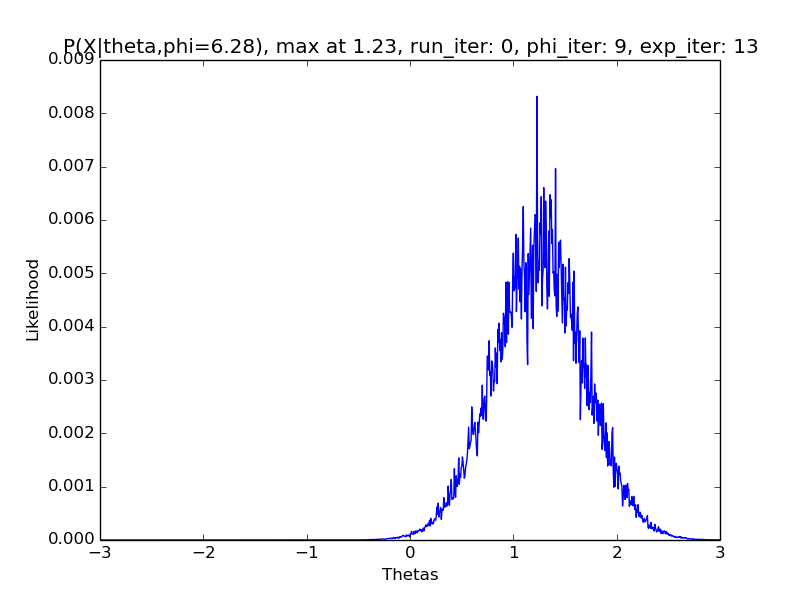 P(X|theta,phi=6.28), max at 1.23, run_iter: 0, phi_iter: 9, exp_iter: 13
0.009
0.008
0.007
0.006
0.005
0.004
0.003
0.002
0.001
0.000
Likelihood
−3 −2 −1 0 1 2 3
Thetas